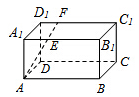 D₁ F C₁
A₁ E B₁
D C
A B